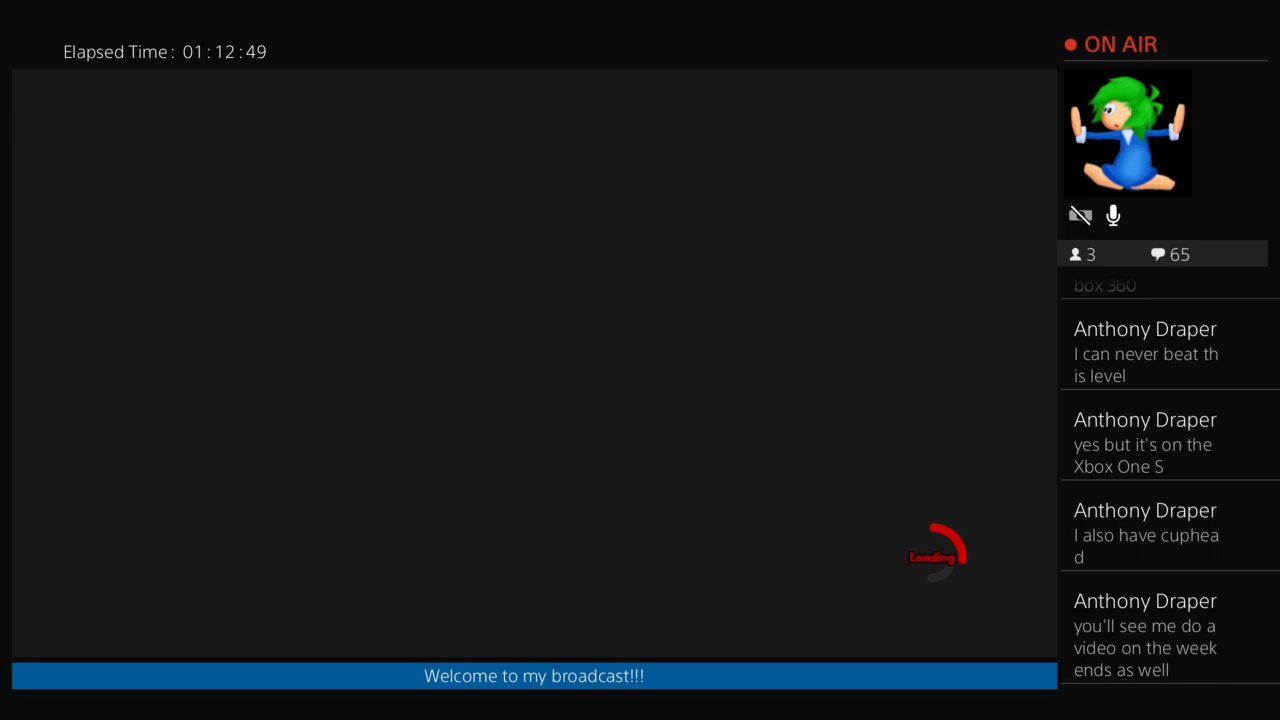 Elapsed Time: 01:12:49
ON AIR
3 65
box 360
Anthony Draper
I can never beat th
is level
Anthony Draper
yes but it's on the
Xbox One S
Anthony Draper
I also have cuphea
d
Anthony Draper
you'll see me do a
video on the week
ends as well
Loading
Welcome to my broadcast!!!